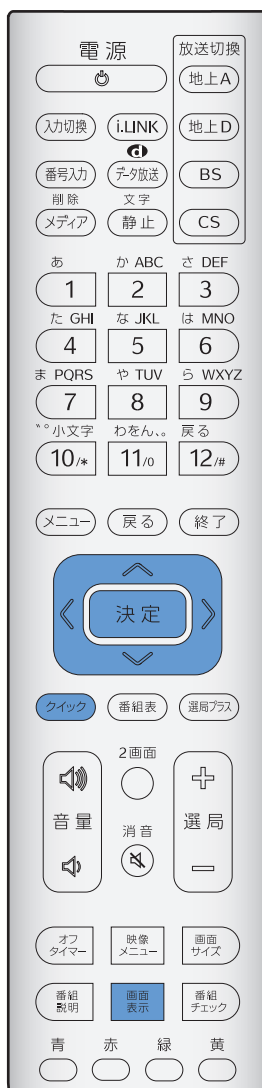 電源
放送切換
地上A
入力切換
i.LINK
地上D
d
番号入力
データ放送
BS
削除
文字
メディア
静止
CS
あ
か ABC
さ DEF
1
2
3
た GHI
な JKL
は MNO
4
5
6
ま PQRS
や TUV
ら WXYZ
7
8
9
゛゜小文字
わをん、。
戻る
10/*
11/0
12/#
メニュー
戻る
終了
決定
クイック
番組表
選局プラス
2画面
音量
消音
選局
オフ
タイマー
映像
メニュー
画面
サイズ
番組
説明
画面
表示
番組
チェック
青
赤
緑
黄